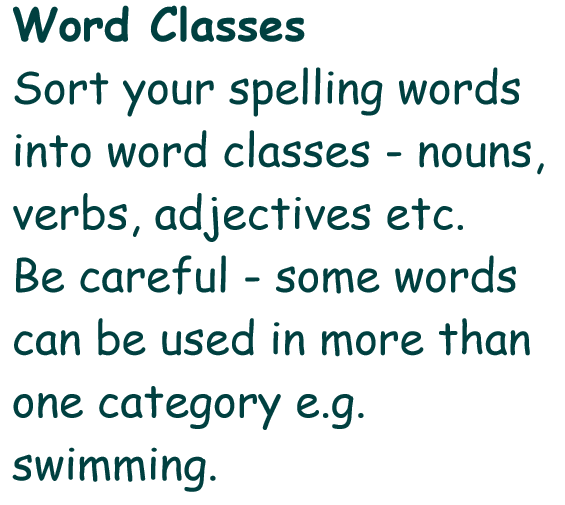 Word Classes
Sort your spelling words
into word classes - nouns,
verbs, adjectives etc.
Be careful - some words
can be used in more than
one category e.g.
swimming.